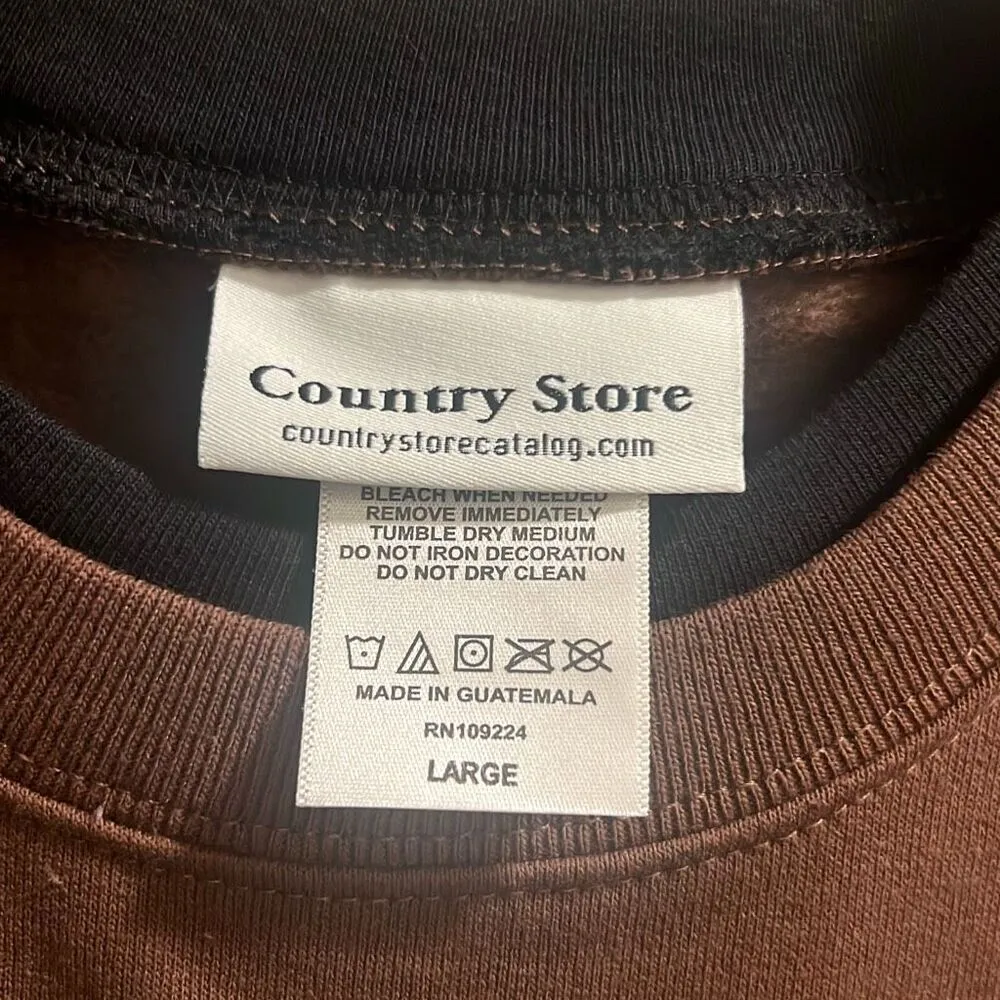 Country Store
countrystorecatalog.com
BLEACH WHEN NEEDED
REMOVE IMMEDIATELY
TUMBLE DRY MEDIUM
DO NOT IRON DECORATION
DO NOT DRY CLEAN
MADE IN GUATEMALA
RN109224
LARGE